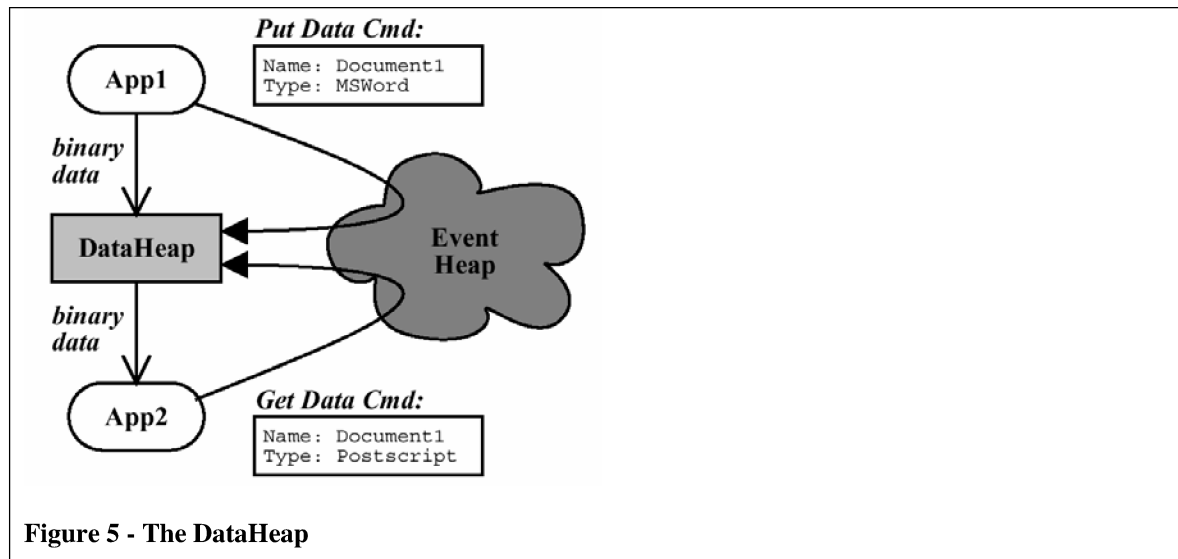 Put Data Cmd:
Name: Document1
Type: MSWord
App1
binary
data
DataHeap
Event
Heap
binary
data
App2
Get Data Cmd:
Name: Document1
Type: Postscript
Figure 5 - The DataHeap